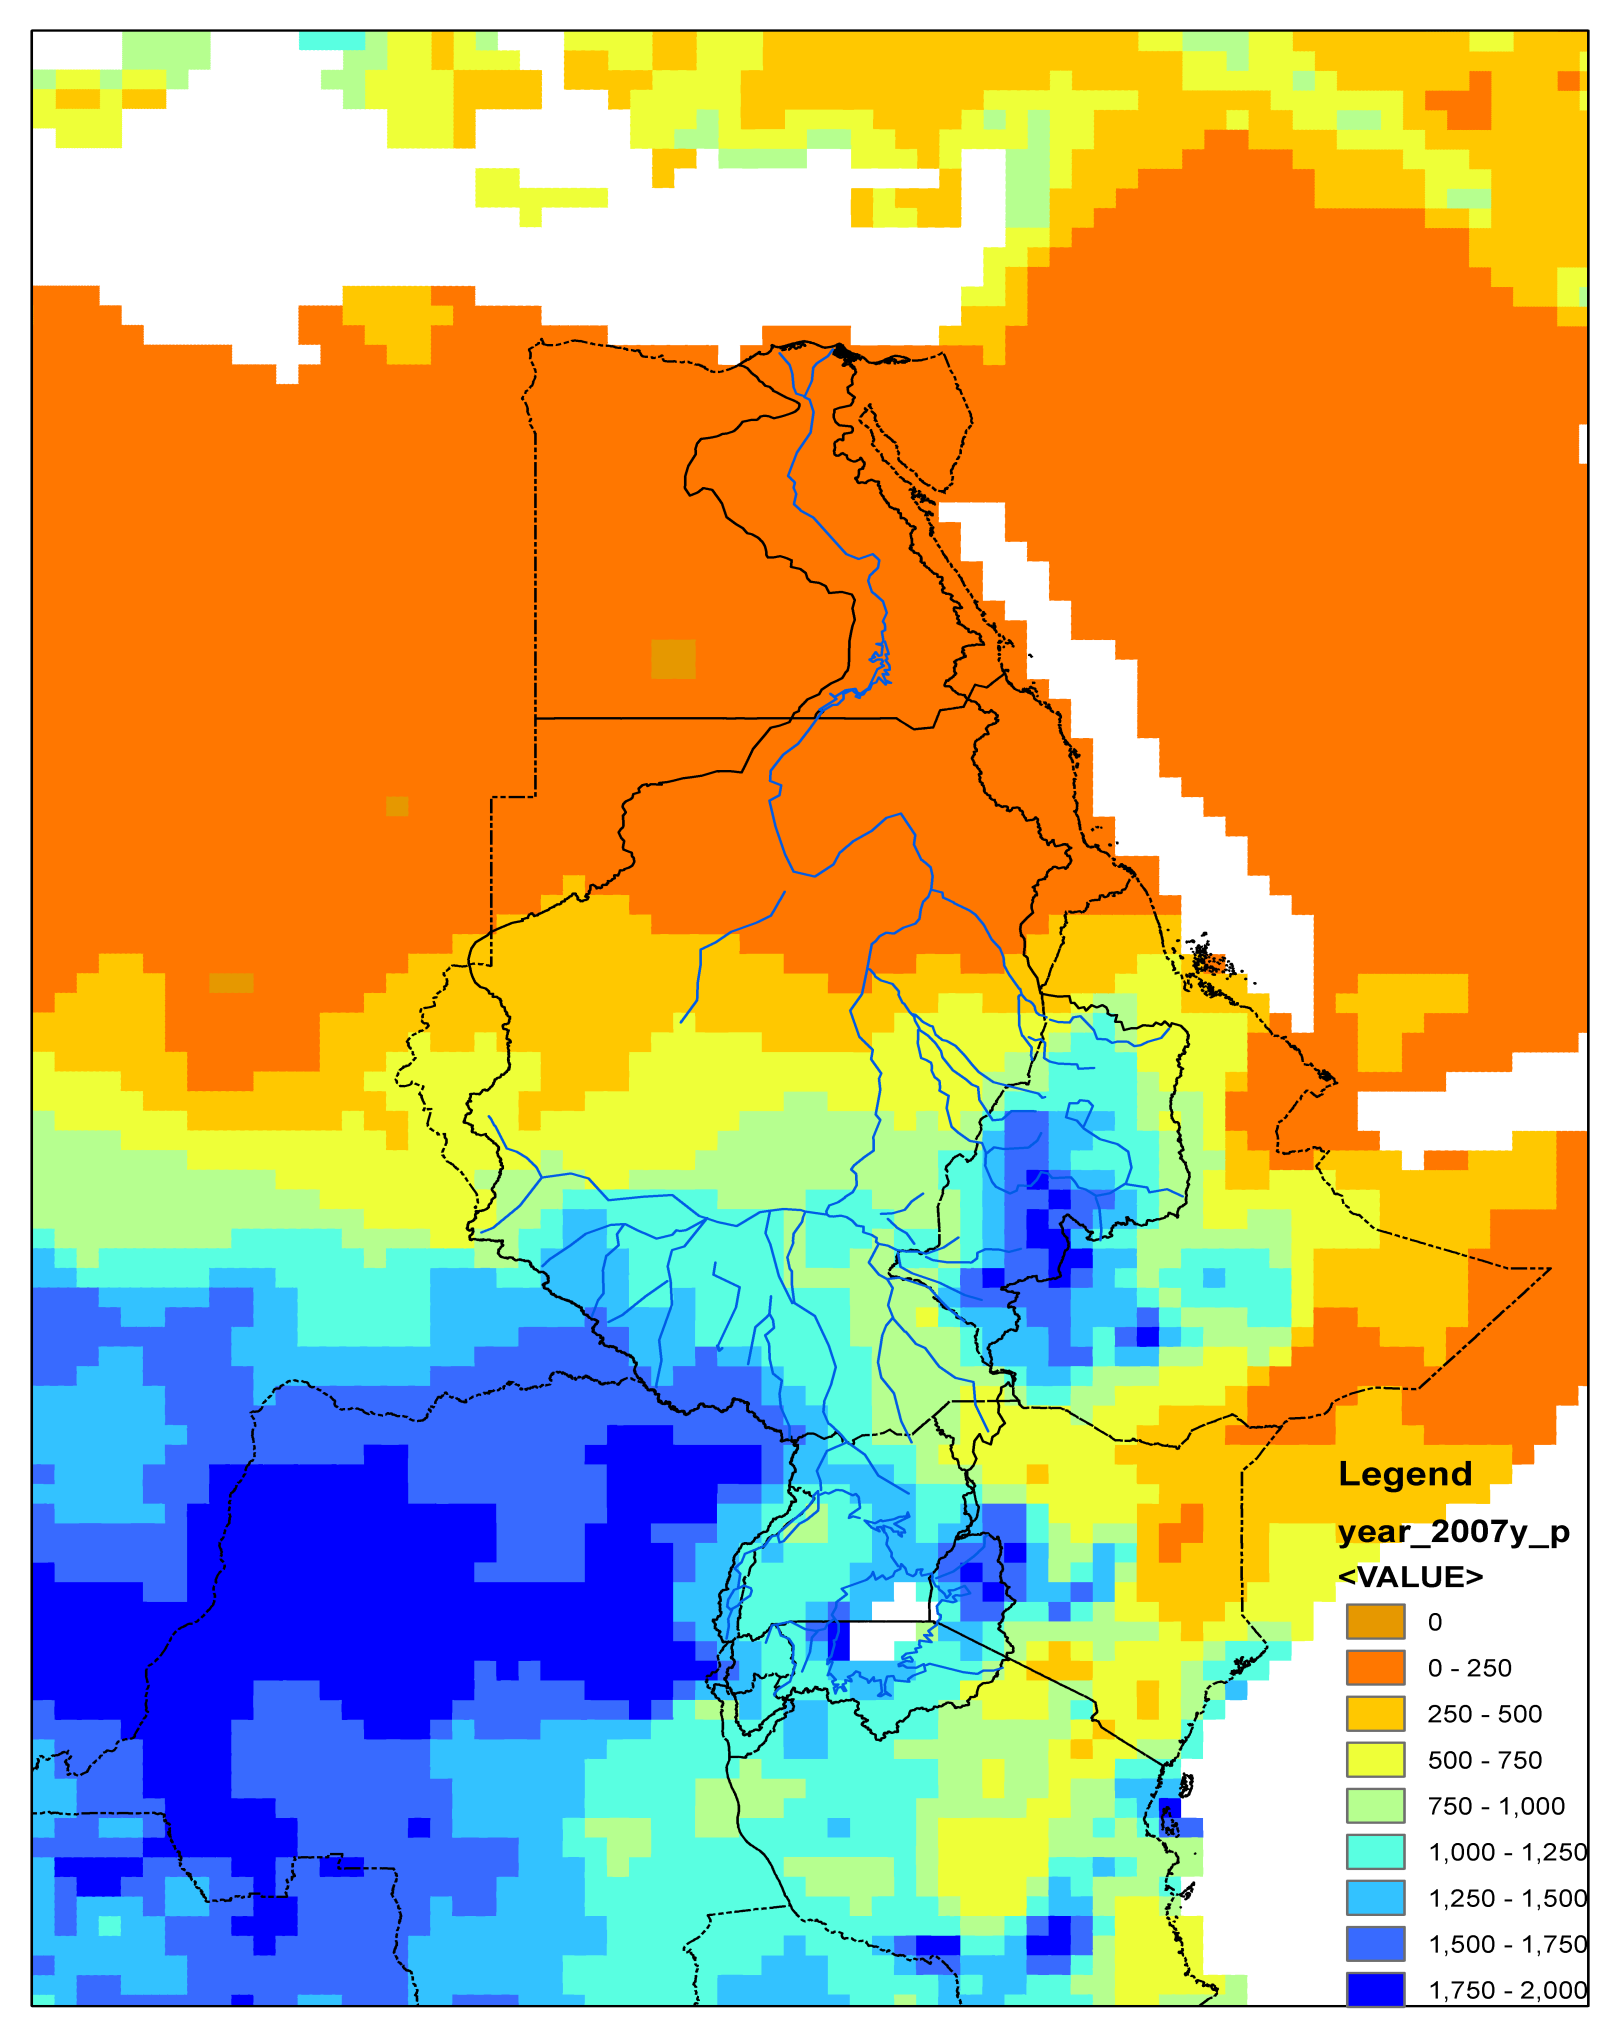 Legend
year_2007y_p
<VALUE>
0
0 - 250
250 - 500
500 - 750
750 - 1,000
1,000 - 1,250
1,250 - 1,500
1,500 - 1,750
1,750 - 2,000